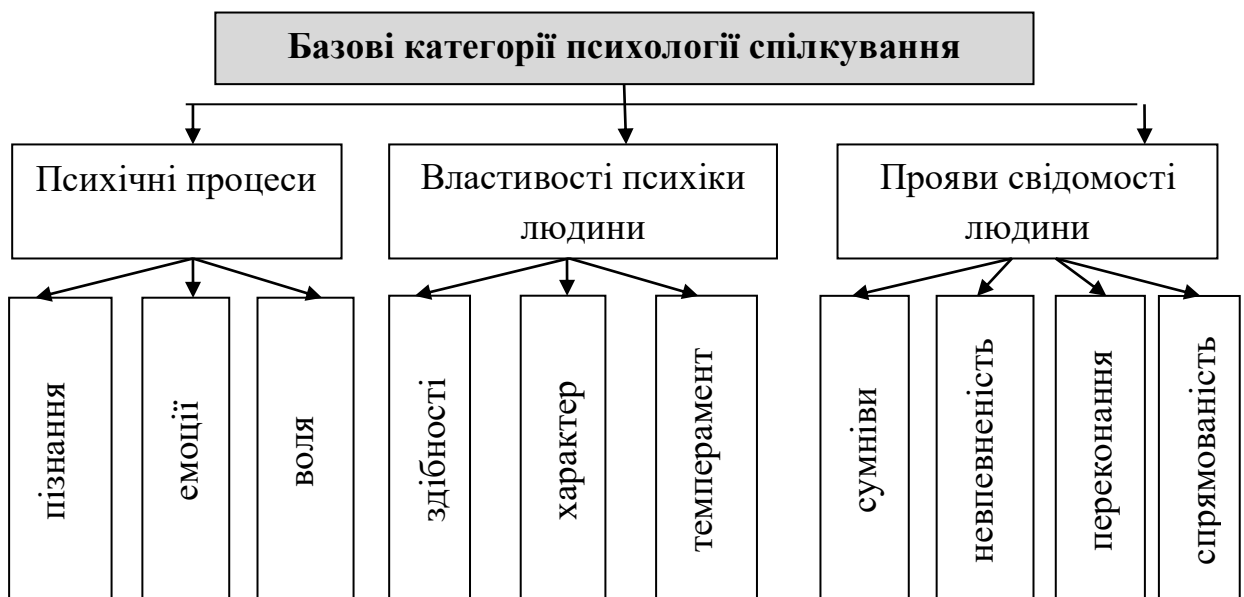 Базові категорії психології спілкування
Психічні процеси
Властивості психіки
людини
Прояви свідомості
людини
пізнання
емоції
воля
здібності
характер
темперамент
сумніви
невпевненість
переконання
спрямованість